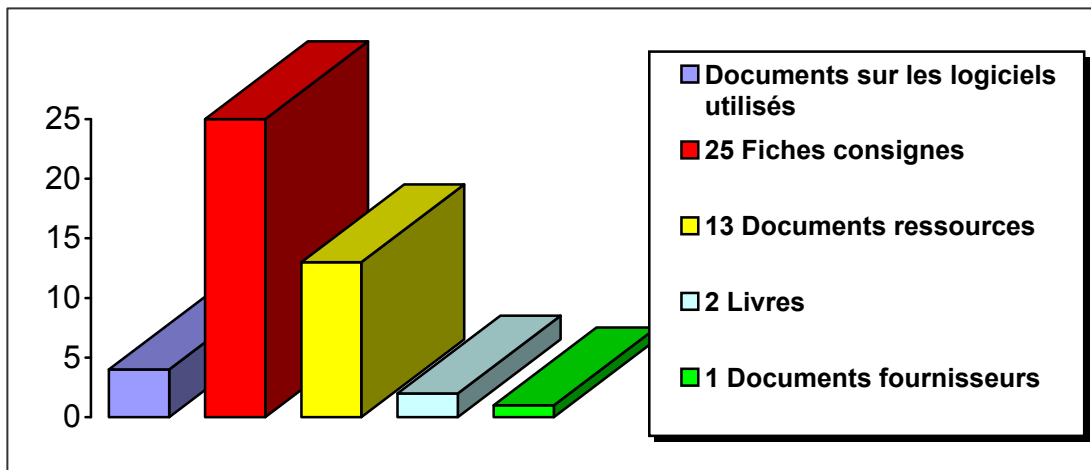 25
20
15
10
5
0
Documents sur les logiciels
utilisés
25 Fiches consignes
13 Documents ressources
2 Livres
1 Documents fournisseurs